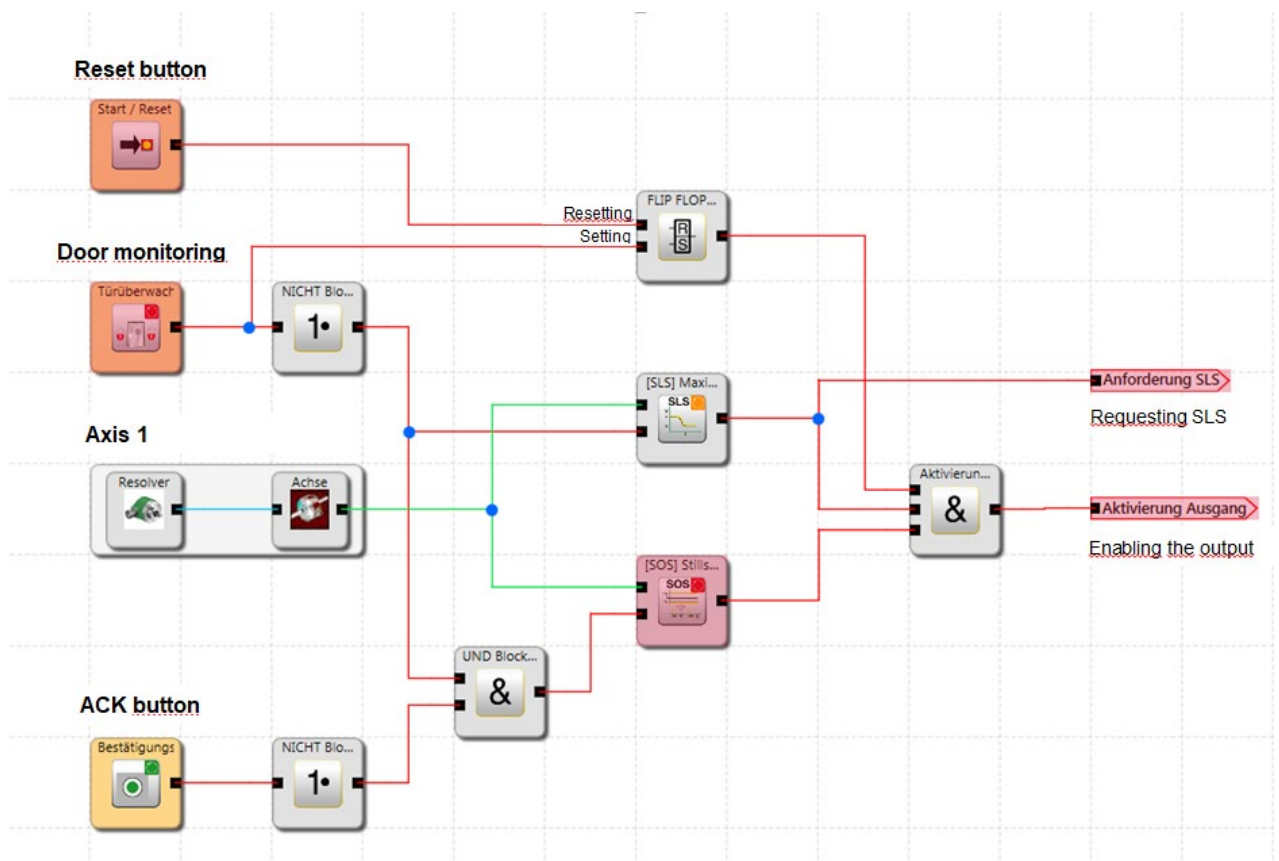 Reset button
Start / Reset
FLIP FLOP...
Resetting
R
Setting
S
Door monitoring
Türüberwach
NICHT Blo...
1
[SLS] Maxi...
SLS
Anforderung SLS
Requesting SLS
Axis 1
Resolver
Achse
Aktivierun...
&
Aktivierung Ausgang
Enabling the output
[SOS] Stills...
SOS
UND Block...
&
ACK button
Bestätigungs
NICHT Blo...
1